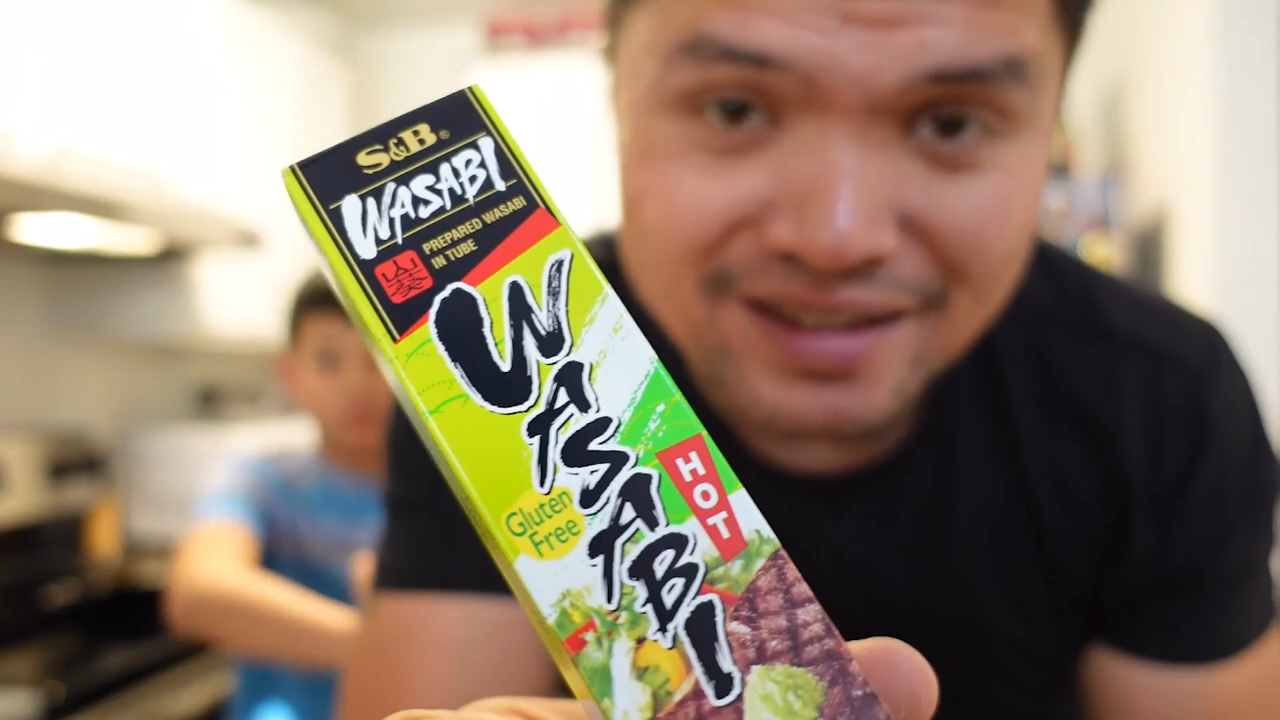 S&B®
WASABI
山葵
PREPARED WASABI
IN TUBE
WASABI
HOT
Gluten
Free